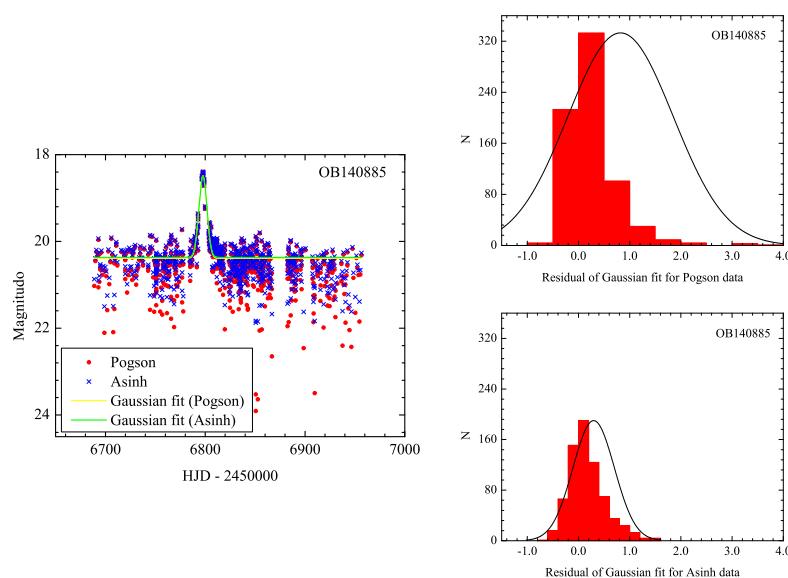 18
20
22
24
6700
6800
6900
7000
Magnitudo
HJD - 2450000
OB140885
Pogson
Asinh
Gaussian fit (Pogson)
Gaussian fit (Asinh)
320
240
160
80
0
N
OB140885
-1.0
0.0
1.0
2.0
3.0
4.0
Residual of Gaussian fit for Pogson data
320
240
160
80
0
N
OB140885
-1.0
0.0
1.0
2.0
3.0
4.0
Residual of Gaussian fit for Asinh data